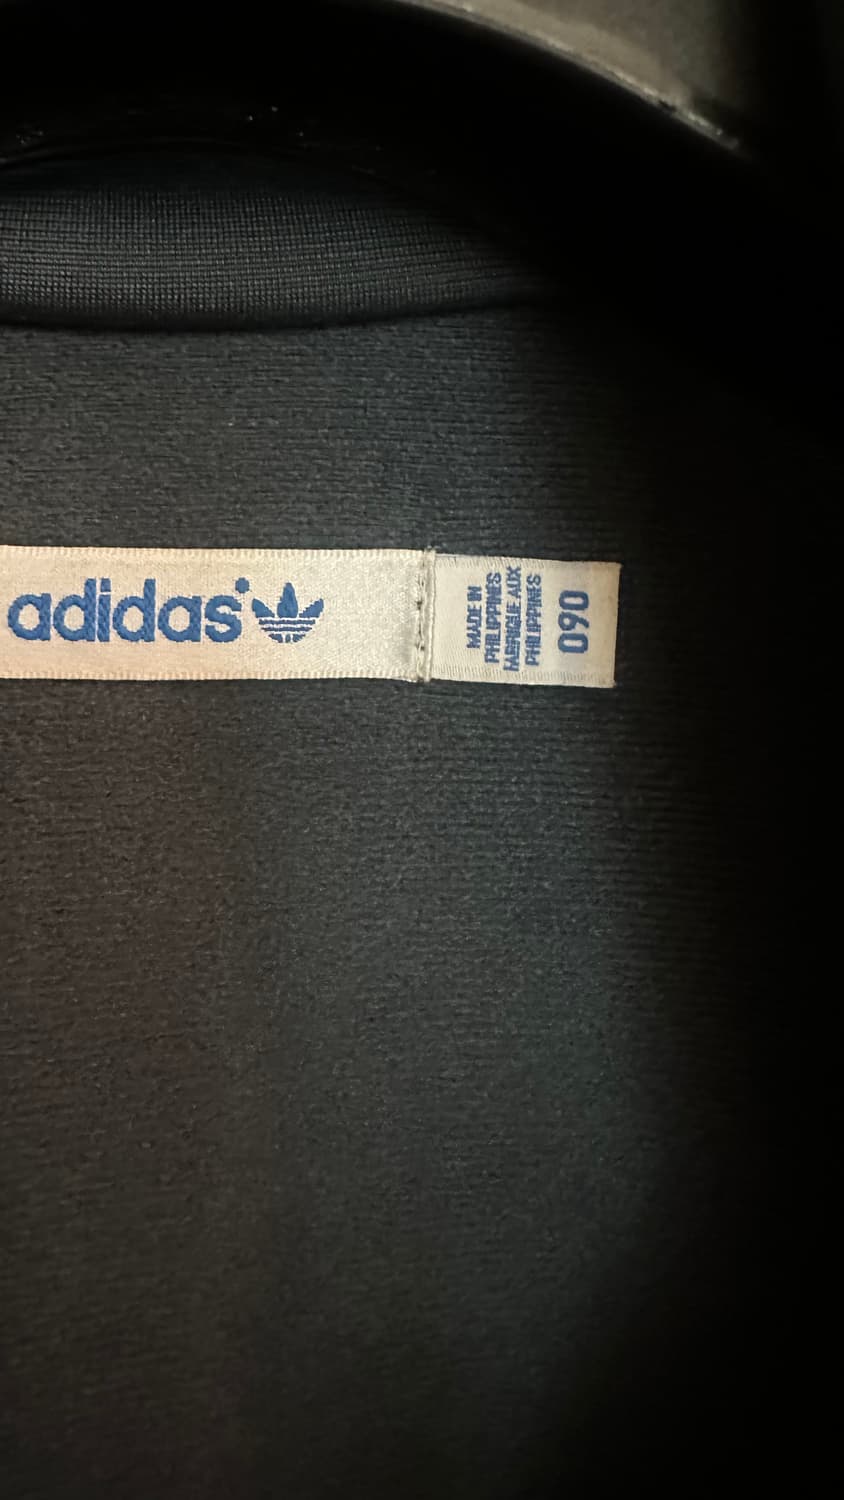 adidas
MADE IN
PHILIPPINES
FABRIQUE AUX
PHILIPPINES
090